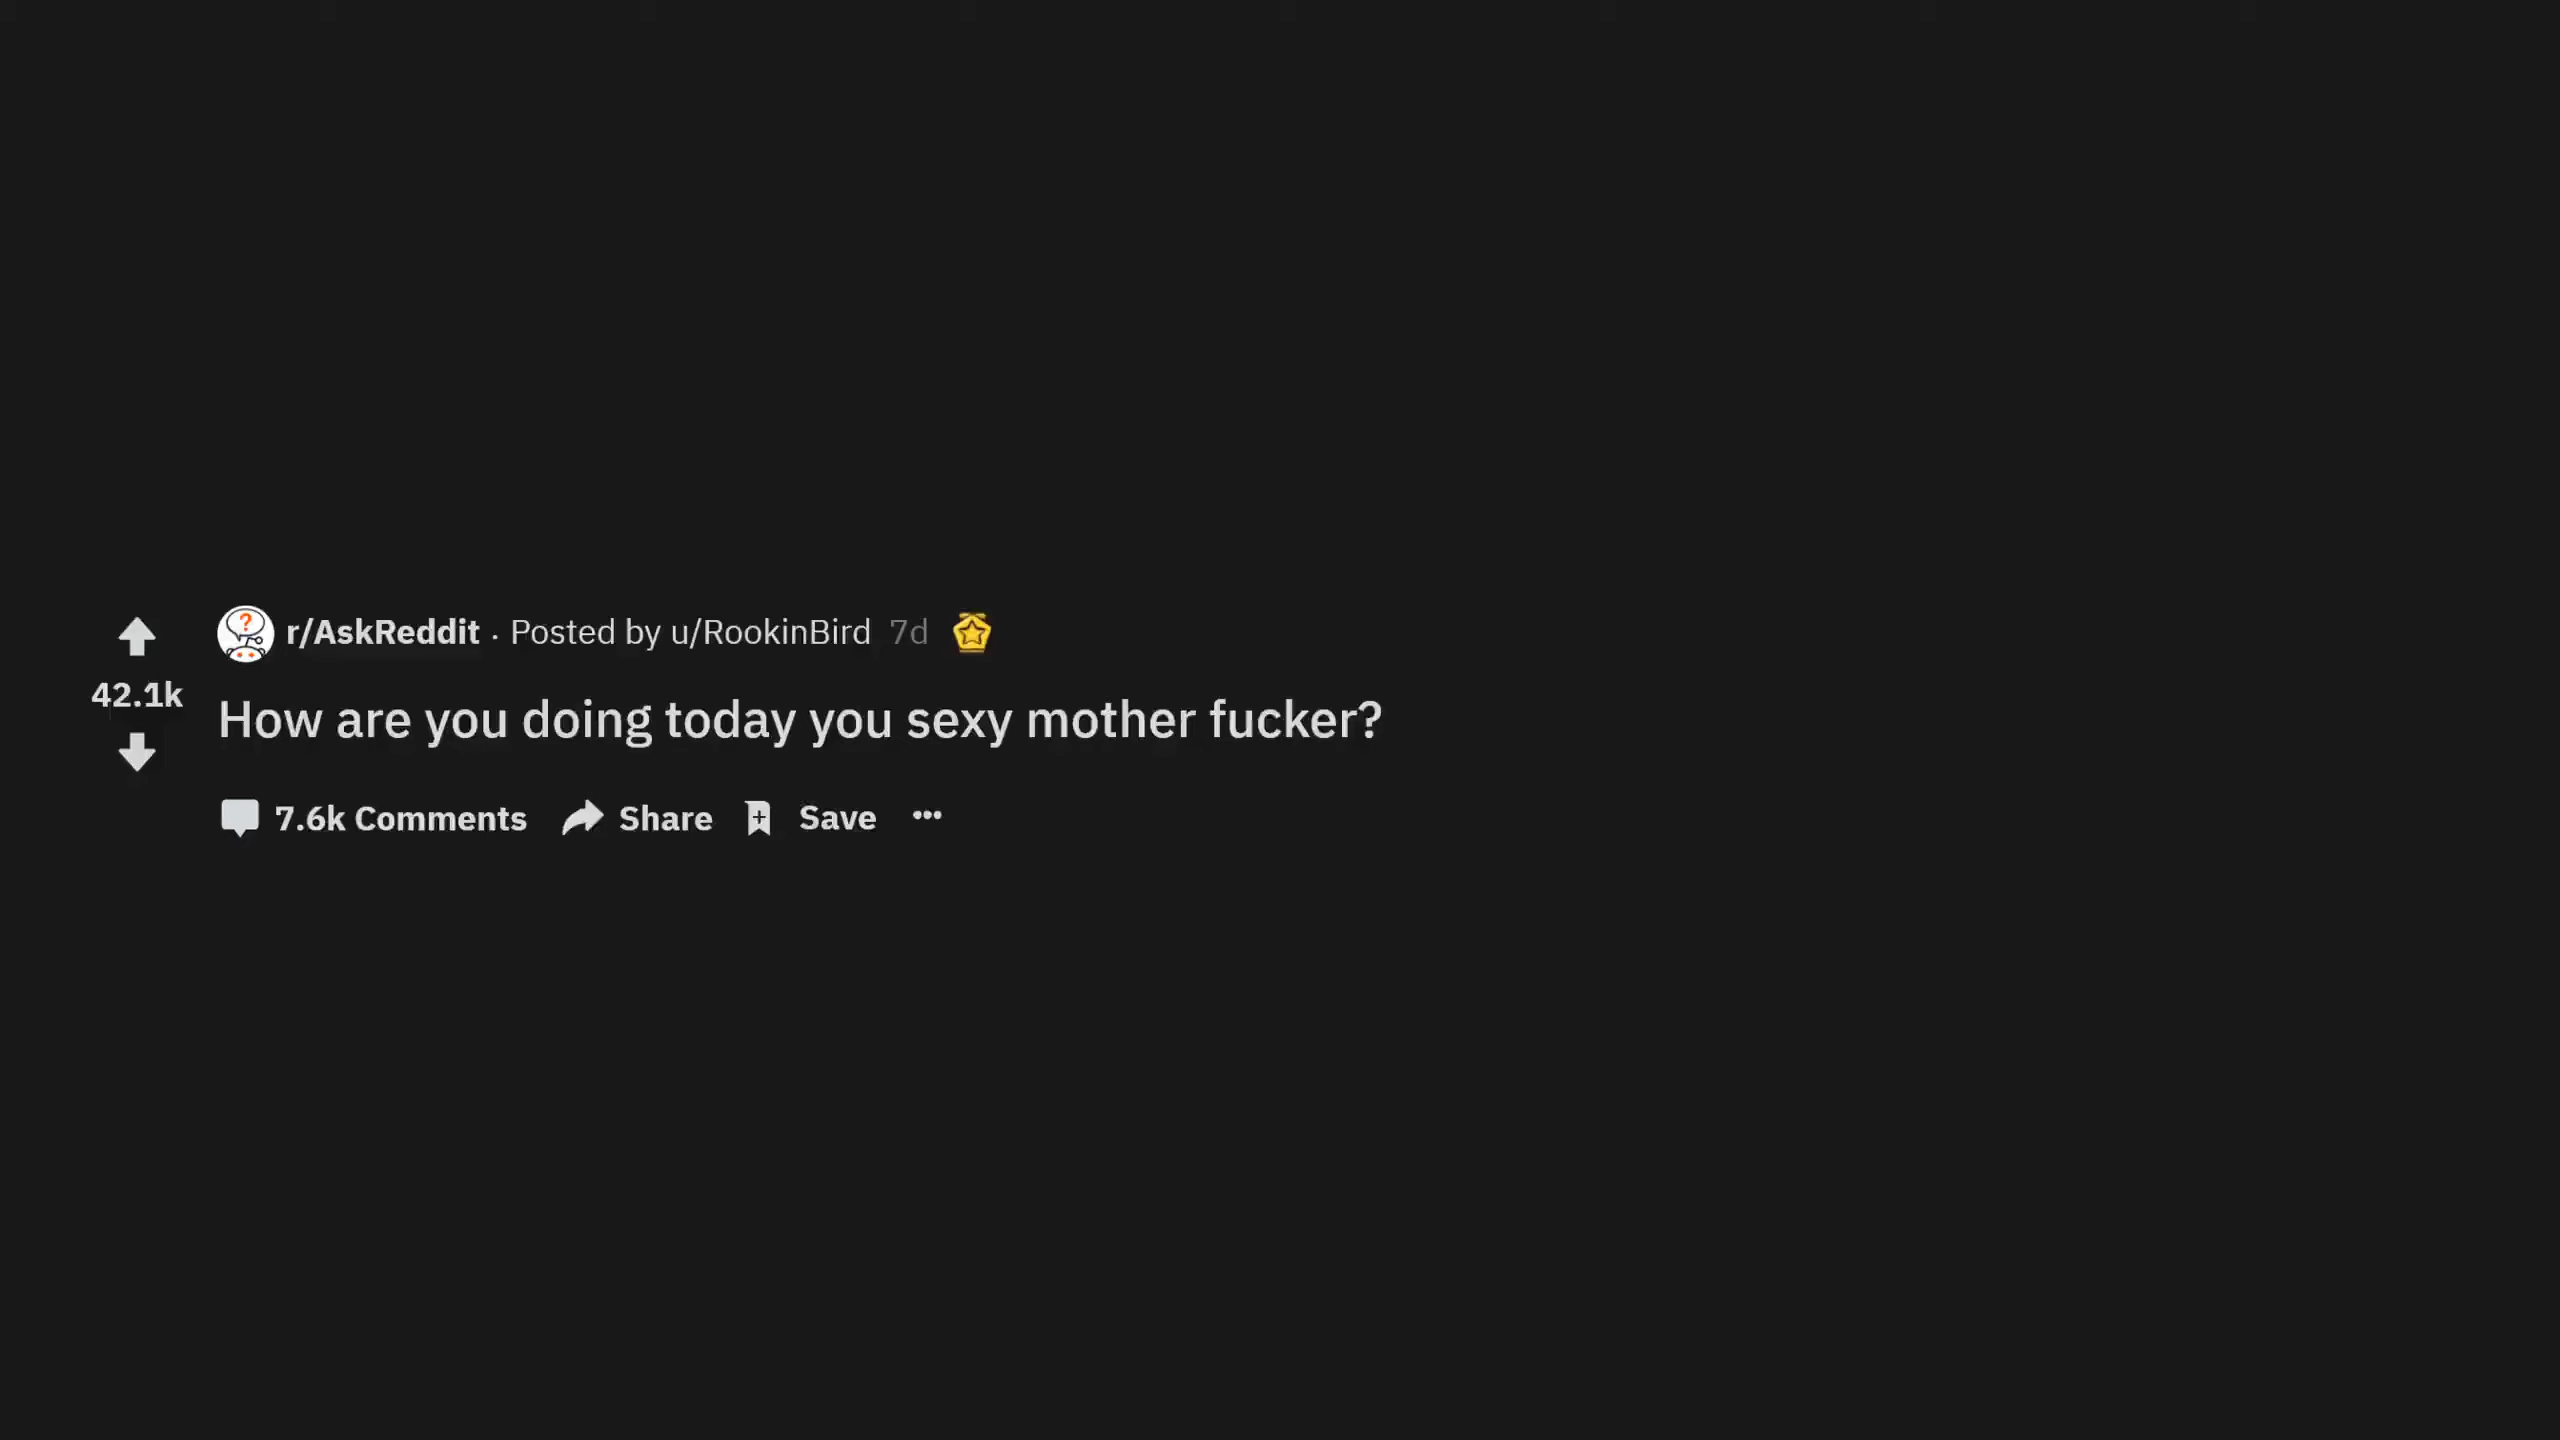 r/AskReddit · Posted by u/RookinBird 7d
42.1k
How are you doing today you sexy mother fucker?
7.6k Comments Share Save ···